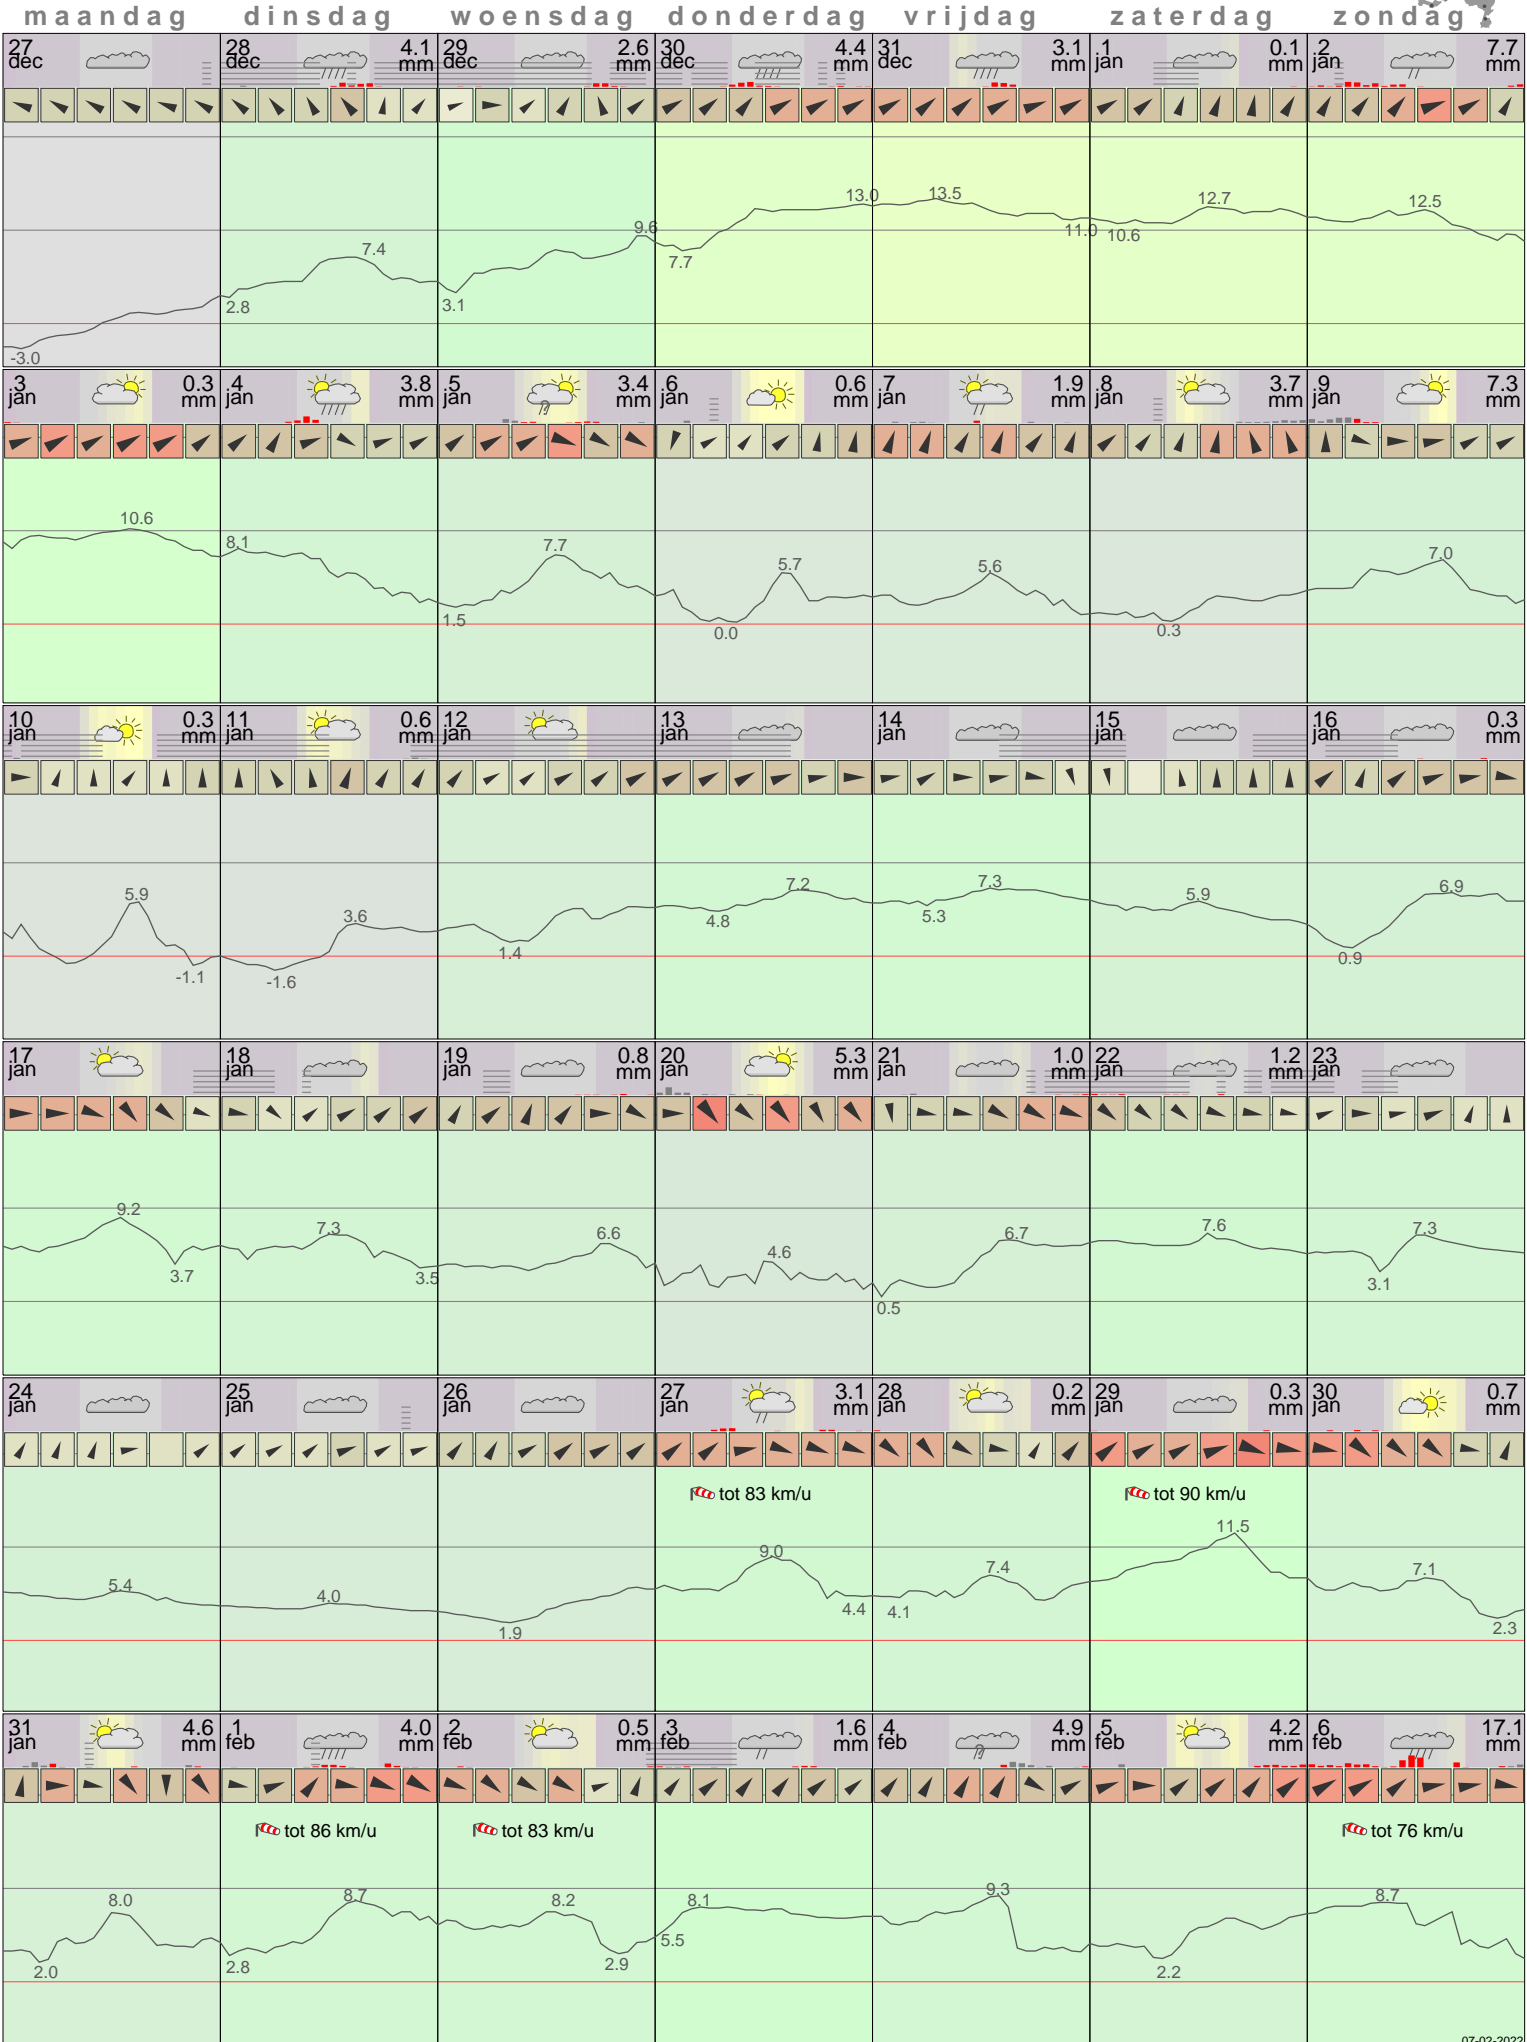 maandag dinsdag woensdag donderdag vrijdag zaterdag zondag
27 28 4.1 29 2.6 30 4.4 31 3.1 .1 0.1 .2 7.7
dec dec mm dec mm dec mm dec mm jan mm jan mm
13.0 13.5 12.7 12.5
7.4 9.6 7.7 11.0 10.6
2.8 3.1
-3.0
.3 0.3 .4 3.8 .5 3.4 .6 0.6 .7 1.9 .8 3.7 .9 7.3
jan mm jan mm jan mm jan mm jan mm jan mm jan mm
10.6 8.1 7.7 5.7 5.6 7.0
1.5 0.0 0.3
10 0.3 11 0.6 12 13 14 15 16 0.3
jan mm jan mm jan jan jan jan jan mm
5.9 3.6 7.2 7.3 5.9 6.9
-1.1 -1.6 1.4 4.8 5.3 0.9
17 18 19 0.8 20 5.3 21 1.0 22 1.2 23
jan jan jan mm jan mm jan mm jan mm jan
9.2 7.3 6.6 4.6 6.7 7.6 7.3
3.7 3.5 0.5 3.1
24 25 26 27 3.1 28 0.2 29 0.3 30 0.7
jan jan jan jan mm jan mm jan mm jan mm
tot 83 km/u tot 90 km/u
5.4 4.0 9.0 7.4 11.5 7.1
1.9 4.4 4.1 2.3
31 4.6 .1 4.0 .2 0.5 .3 1.6 .4 4.9 .5 4.2 .6 17.1
jan mm feb mm feb mm feb mm feb mm feb mm feb mm
tot 86 km/u tot 83 km/u tot 76 km/u
8.0 8.7 8.2 8.1 9.3 8.7
2.0 2.8 2.9 5.5 2.2
07-02-2022